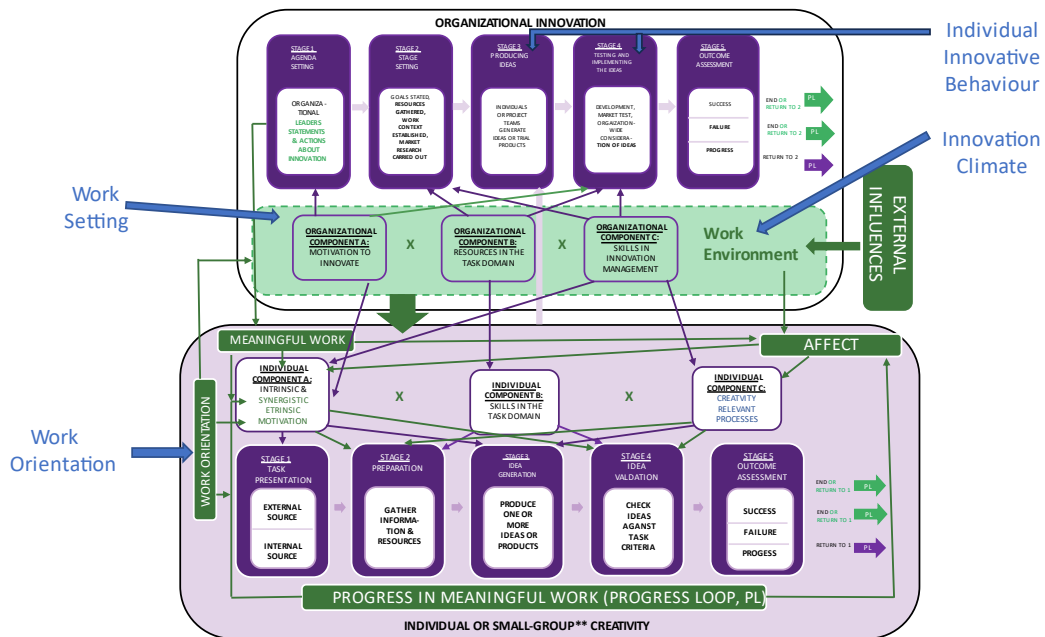 ORGANIZATIONAL INNOVATION
Individual
Innovative
Behaviour
Innovation
Climate
Work
Setting
Work
Orientation
STAGE 1
AGENDA
SETTING
ORGANIZA-
TIONAL
LEADERS
STATEMENTS
& ACTIONS
ABOUT
INNOVATION
STAGE 2
STAGE
SETTING
GOALS STATED,
RESOURCES
GATHERED,
WORK
CONTEXT
ESTABLISHED,
MARKET
RESEARCH
CARRIED OUT
STAGE 3
PRODUCING
IDEAS
INDIVIDUALS
OR PROJECT
TEAMS
GENERATE
IDEAS OR TRIAL
PRODUCTS
STAGE 4
TESTING AND
IMPLEMENTING
THE IDEAS
DEVELOPMENT,
MARKET TEST,
ORGAIZATION-
WIDE
CONSIDERA-
TION OF IDEAS
STAGE 5
OUTCOME
ASSESSMENT
SUCCESS
FAILURE
PROGRESS
END OR
RETURN TO 2
PL
END OR
RETURN TO 2
PL
RETURN TO 2
PL
ORGANIZATIONAL
COMPONENT A:
MOTIVATION TO
INNOVATE
X
ORGANIZATIONAL
COMPONENT B:
RESOURCES IN THE
TASK DOMAIN
X
ORGANIZATIONAL
COMPONENT C:
SKILLS IN
INNOVATION
MANAGEMENT
Work
Environment
EXTERNAL
INFLUENCES
MEANINGFUL WORK
AFFECT
WORK ORIENTATION
INDIVIDUAL
COMPONENT A:
INTRINSIC &
SYNERGISTIC
ETRINSIC
MOTIVATION
X
INDIVIDUAL
COMPONENT B:
SKILLS IN THE
TASK DOMAIN
X
INDIVIDUAL
COMPONENT C:
CREATIVITY
RELEVANT
PROCESSES
STAGE 1
TASK
PRESENTATION
EXTERNAL
SOURCE
INTERNAL
SOURCE
STAGE 2
PREPARATION
GATHER
INFORMA-
TION &
RESOURCES
STAGE3
IDEA
GENERATION
PRODUCE
ONE OR
MORE
IDEAS OR
PRODUCTS
STAGE 4
IDEA
VALDATION
CHECK
IDEAS
AGANST
TASK
CRITERIA
STAGE 5
OUTCOME
ASSESSMENT
SUCCESS
FAILURE
PROGESS
END OR
RETURN TO 1
PL
END OR
RETURN TO 1
PL
RETURN TO 1
PL
PROGRESS IN MEANINGFUL WORK (PROGRESS LOOP, PL)
INDIVIDUAL OR SMALL-GROUP** CREATIVITY